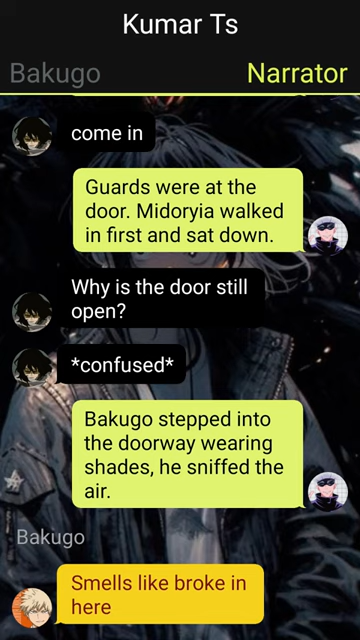 Kumar Ts
Bakugo
Narrator
come in
Guards were at the
door. Midoryia walked
in first and sat down.
Why is the door still
open?
*confused*
Bakugo stepped into
the doorway wearing
shades, he sniffed the
air.
Bakugo
Smells like broke in
here